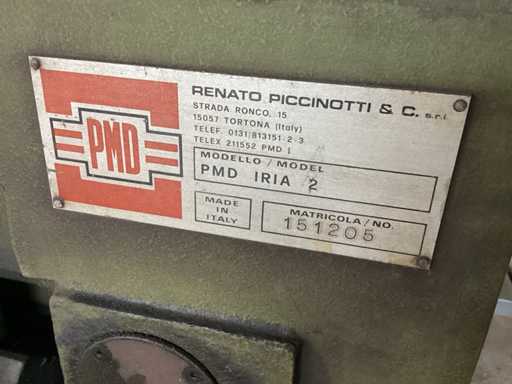 PMD
RENATO PICCINOTTI & C. s.r.l.
STRADA RONCO, 15
15057 TORTONA (Italy)
TELEF. 0131/813151-2-3
TELEX 211552 PMD I
MODELLO / MODEL
PMD IRIA 2
MADE IN ITALY
MATRICOLA / NO.
151205